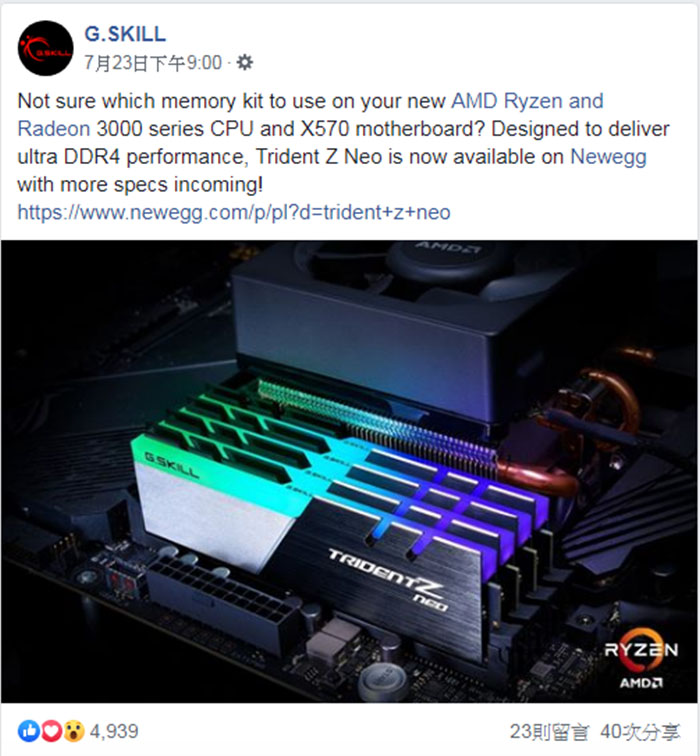 G.SKILL
7月23日下午9:00 ·
Not sure which memory kit to use on your new AMD Ryzen and
Radeon 3000 series CPU and X570 motherboard? Designed to deliver
ultra DDR4 performance, Trident Z Neo is now available on Newegg
with more specs incoming!
https://www.newegg.com/p/pl?d=trident+z+neo
AMD
G.SKILL
TRIDENTZ
neo
RYZEN
AMD
4,939
23則留言 40次分享